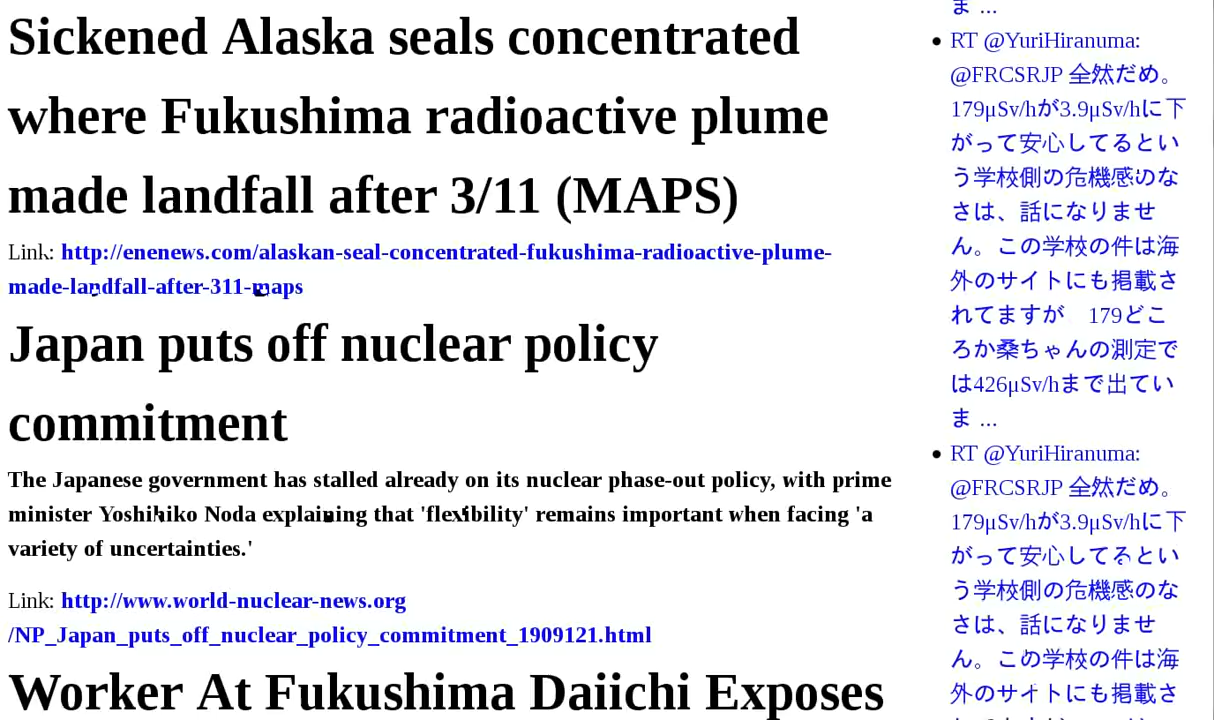 Sickened Alaska seals concentrated
where Fukushima radioactive plume
made landfall after 3/11 (MAPS)
Link: http://enenews.com/alaskan-seal-concentrated-fukushima-radioactive-plume-
made-landfall-after-311-maps
Japan puts off nuclear policy
commitment
The Japanese government has stalled already on its nuclear phase-out policy, with prime
minister Yoshihiko Noda explaining that 'flexibility' remains important when facing 'a
variety of uncertainties.'
Link: http://www.world-nuclear-news.org
/NP_Japan_puts_off_nuclear_policy_commitment_1909121.html
Worker At Fukushima Daiichi Exposes
ま ...
RT @YuriHiranuma:
@FRCSRJP 全然だめ。
179μSv/hが3.9μSv/hに下
がって安心してるとい
う学校側の危機感のな
さは、話になりませ
ん。この学校の件は海
外のサイトにも掲載さ
れてますが　179どこ
ろか桑ちゃんの測定で
は426μSv/hまで出てい
ま ...
RT @YuriHiranuma:
@FRCSRJP 全然だめ。
179μSv/hが3.9μSv/hに下
がって安心してるとい
う学校側の危機感のな
さは、話になりませ
ん。この学校の件は海
外のサイトにも掲載さ